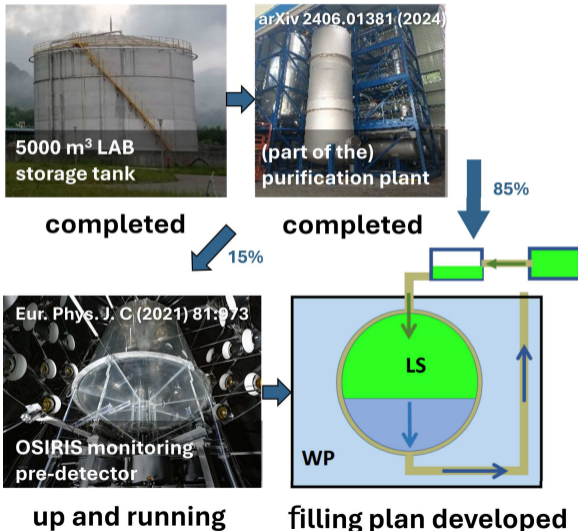 arXiv 2406.01381 (2024)
5000 m³ LAB
storage tank
(part of the)
purification plant
85%
completed
completed
15%
Eur. Phys. J. C (2021) 81:973
LS
OSIRIS monitoring
pre-detector
WP
up and running
filling plan developed